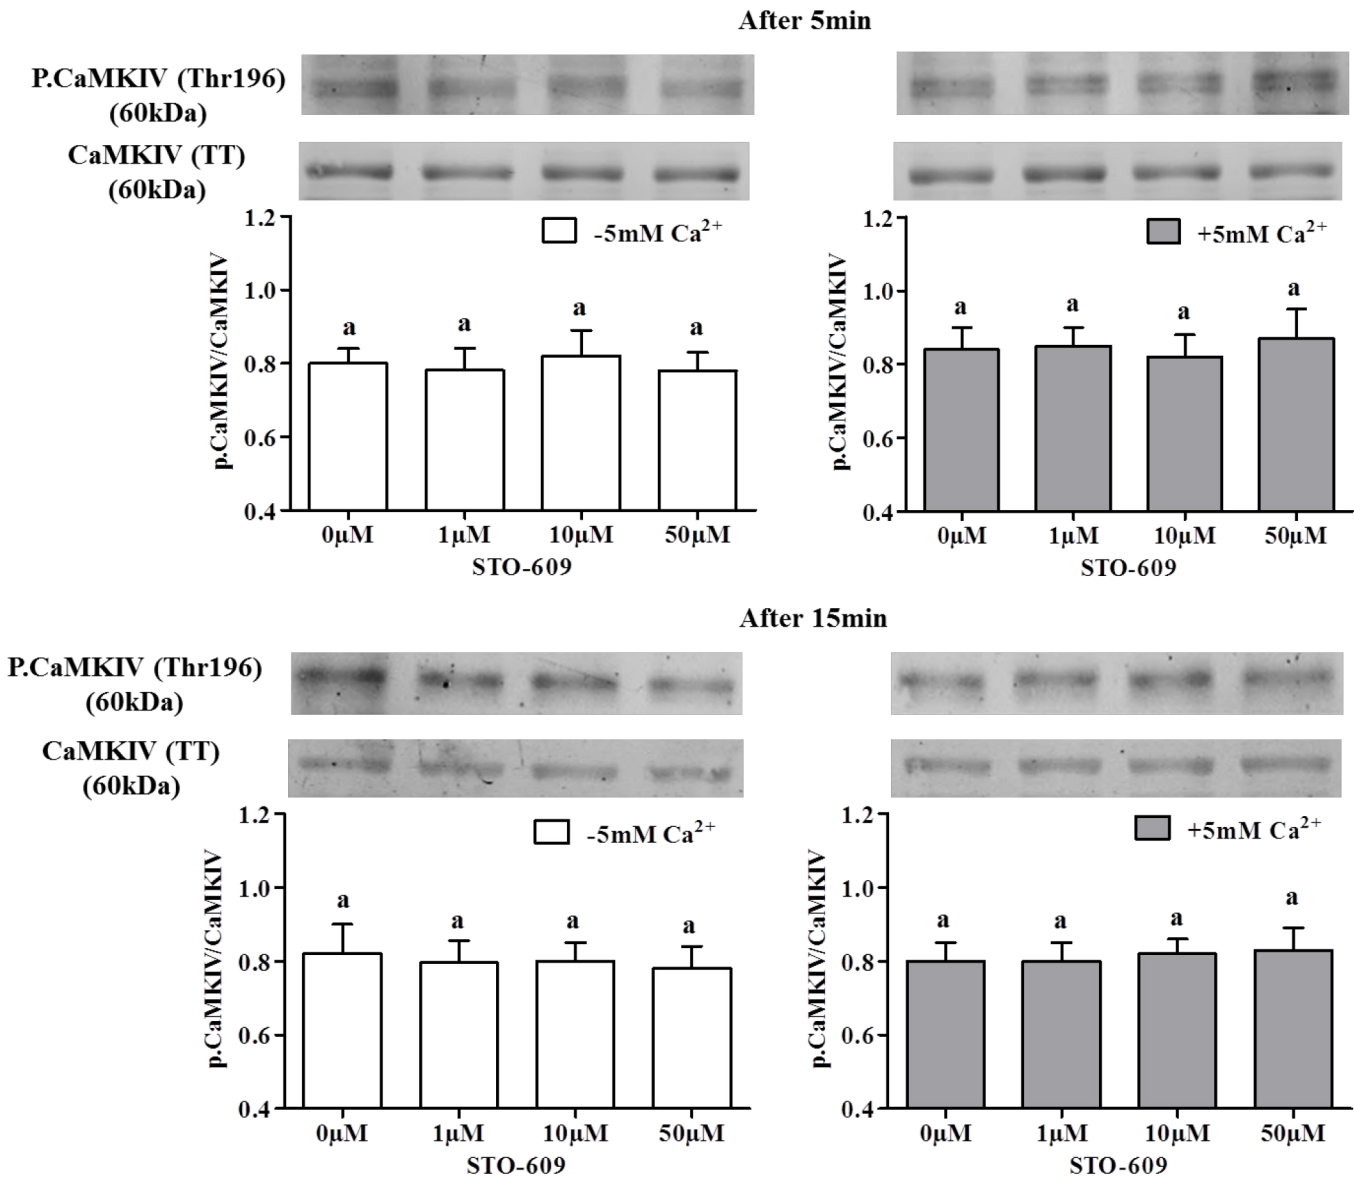 After 5min
P.CaMKIV (Thr196)
(60kDa)
CaMKIV (TT)
(60kDa)
1.2
1.0
0.8
0.6
0.4
p.CaMKIV/CaMKIV
-5mM Ca²⁺
a a a a
0µM 1µM 10µM 50µM
STO-609
1.2
1.0
0.8
0.6
0.4
p.CaMKIV/CaMKIV
+5mM Ca²⁺
a a a a
0µM 1µM 10µM 50µM
STO-609
After 15min
P.CaMKIV (Thr196)
(60kDa)
CaMKIV (TT)
(60kDa)
1.2
1.0
0.8
0.6
0.4
p.CaMKIV/CaMKIV
-5mM Ca²⁺
a a a a
0µM 1µM 10µM 50µM
STO-609
1.2
1.0
0.8
0.6
0.4
p.CaMKIV/CaMKIV
+5mM Ca²⁺
a a a a
0µM 1µM 10µM 50µM
STO-609